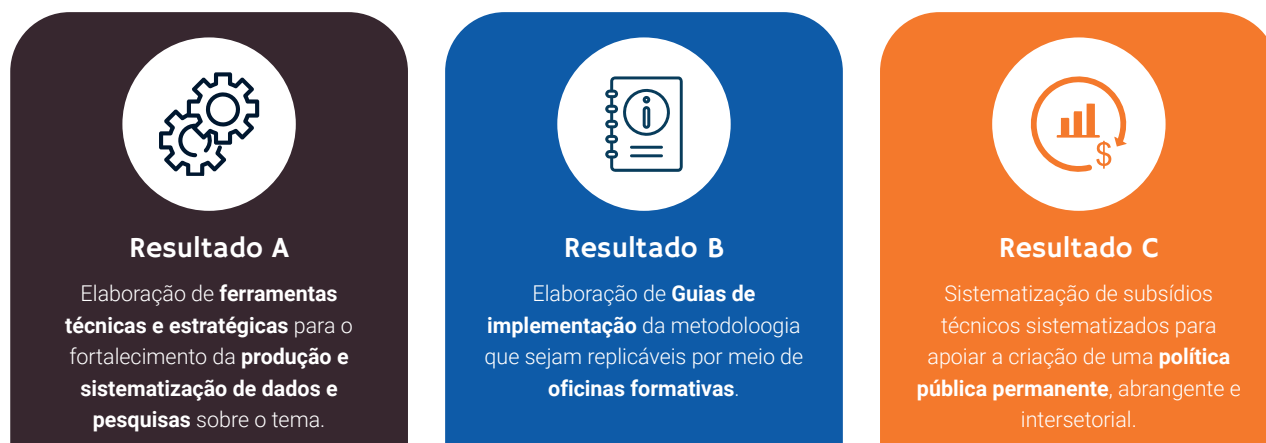 Resultado A
Elaboração de ferramentas
técnicas e estratégicas para o
fortalecimento da produção e
sistematização de dados e
pesquisas sobre o tema.
Resultado B
Elaboração de Guias de
implementação da metodoloogia
que sejam replicáveis por meio de
oficinas formativas.
$
Resultado C
Sistematização de subsídios
técnicos sistematizados para
apoiar a criação de uma política
pública permanente, abrangente e
intersetorial.